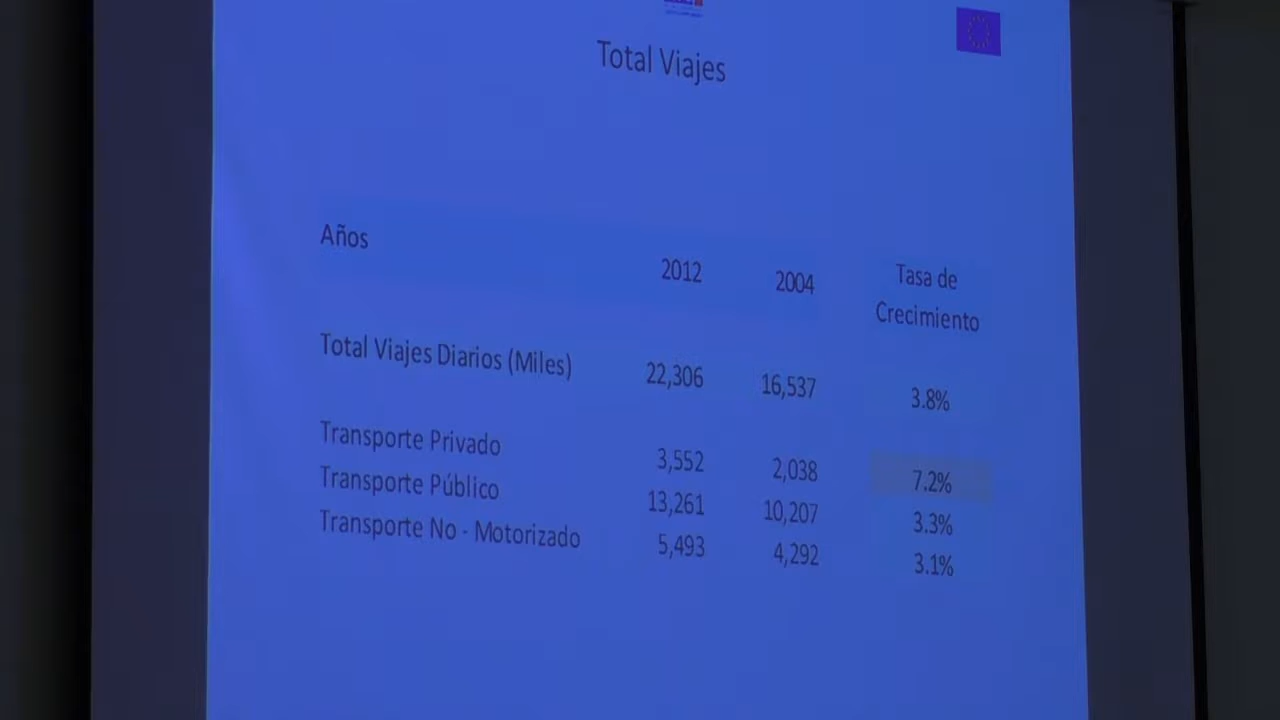 Total Viajes
Años 2012 2004 Tasa de Crecimiento
Total Viajes Diarios (Miles) 22,306 16,537 3.8%
Transporte Privado 3,552 2,038 7.2%
Transporte Público 13,261 10,207 3.3%
Transporte No - Motorizado 5,493 4,292 3.1%